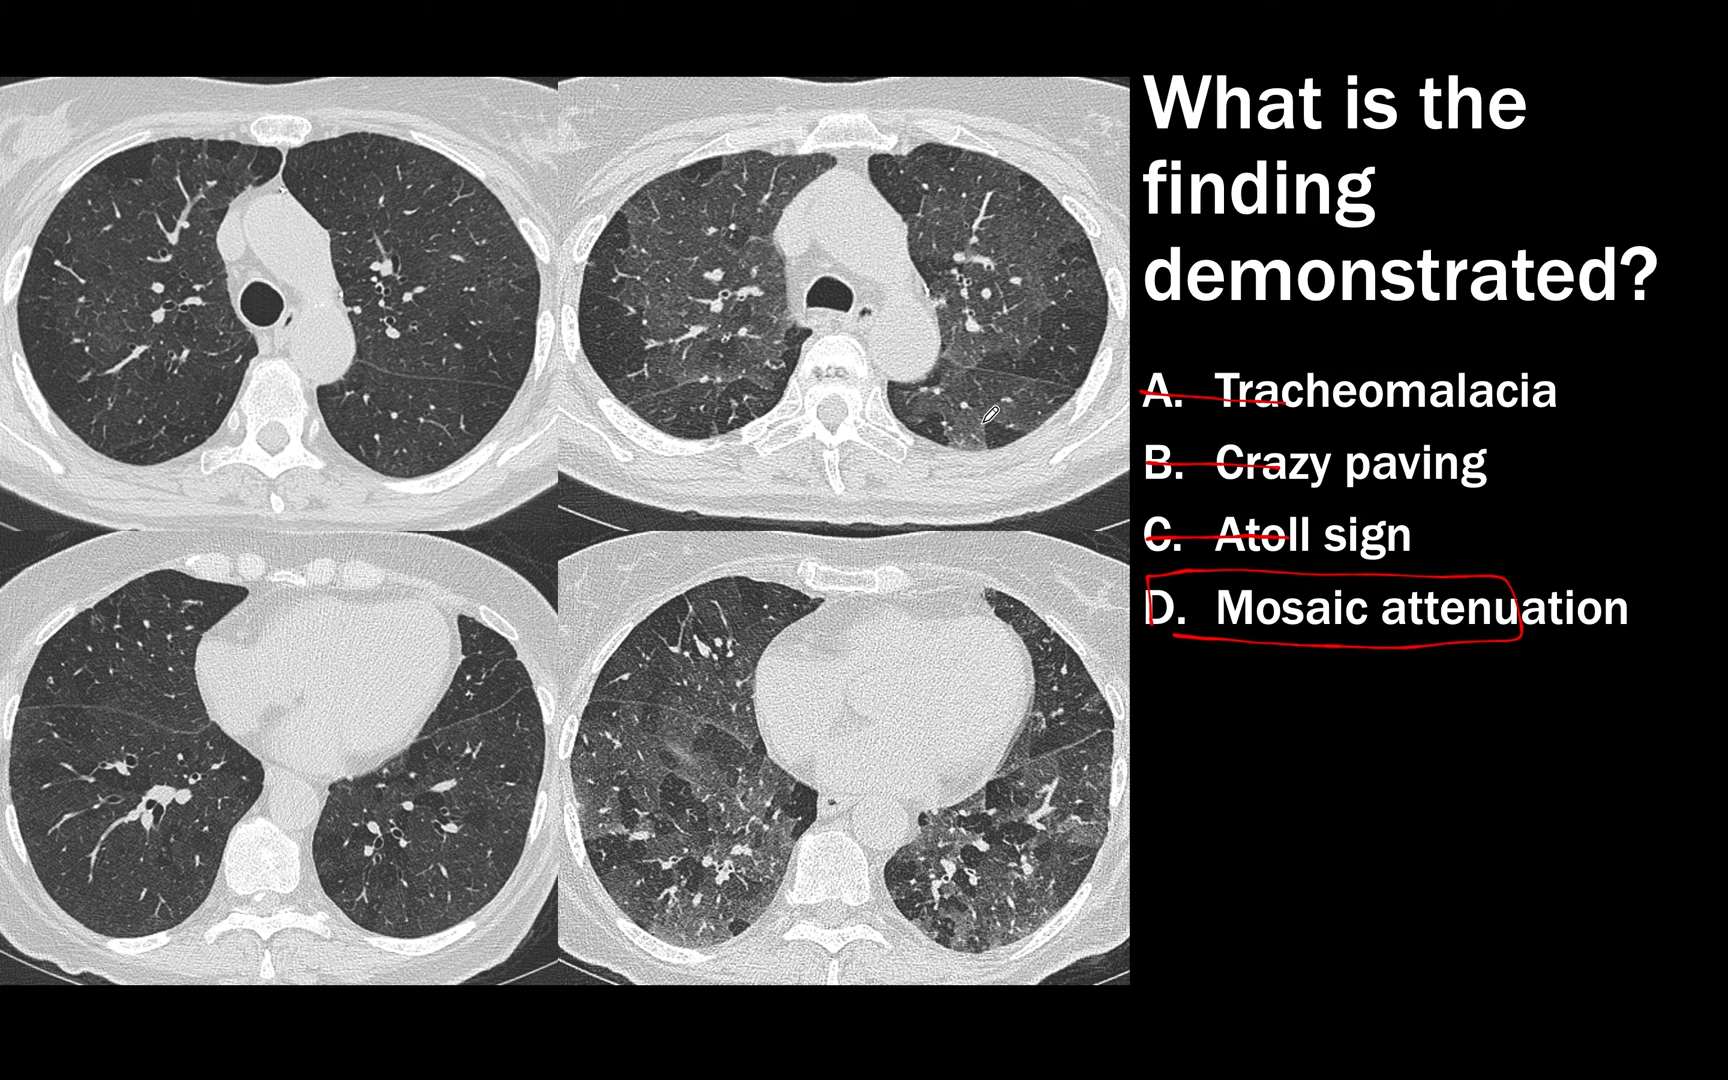 What is the
finding
demonstrated?
A. Tracheomalacia
B. Crazy paving
C. Atoll sign
D. Mosaic attenuation